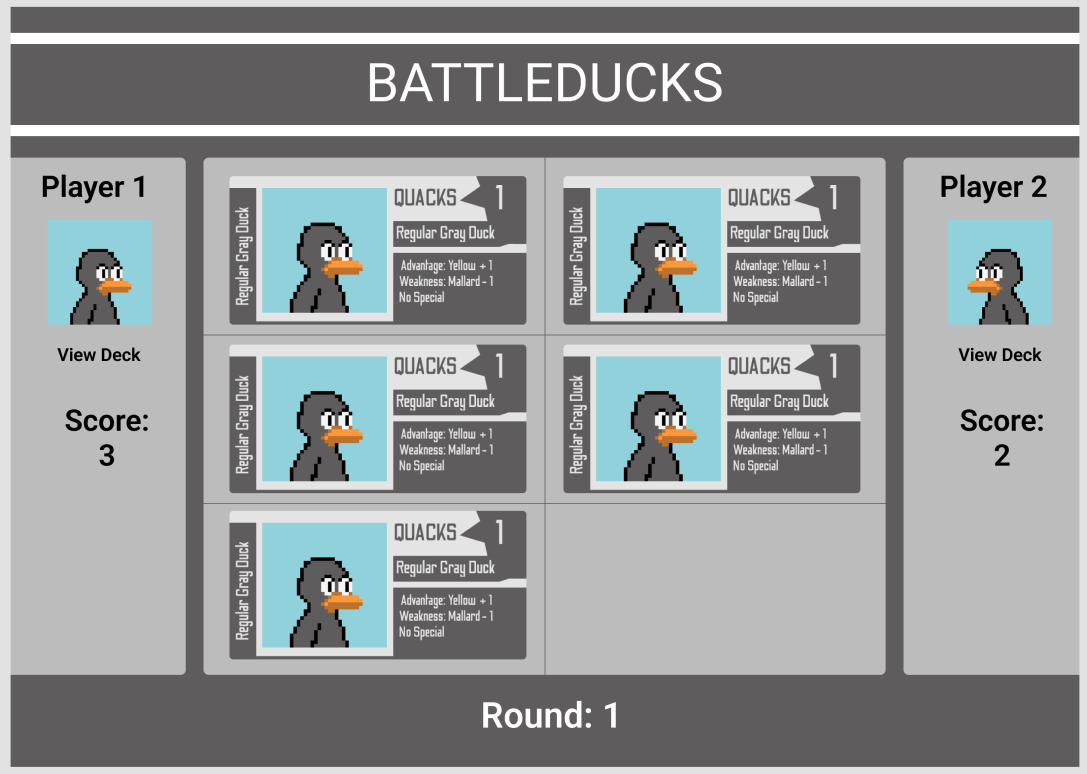 BATTLEDUCKS
Player 1
View Deck
Score:
3
Regular Gray Duck
QUACKS 1
Regular Gray Duck
Advantage: Yellow + 1
Weakness: Mallard - 1
No Special
Regular Gray Duck
QUACKS 1
Regular Gray Duck
Advantage: Yellow + 1
Weakness: Mallard - 1
No Special
Regular Gray Duck
QUACKS 1
Regular Gray Duck
Advantage: Yellow + 1
Weakness: Mallard - 1
No Special
Regular Gray Duck
QUACKS 1
Regular Gray Duck
Advantage: Yellow + 1
Weakness: Mallard - 1
No Special
Regular Gray Duck
QUACKS 1
Regular Gray Duck
Advantage: Yellow + 1
Weakness: Mallard - 1
No Special
Player 2
View Deck
Score:
2
Round: 1